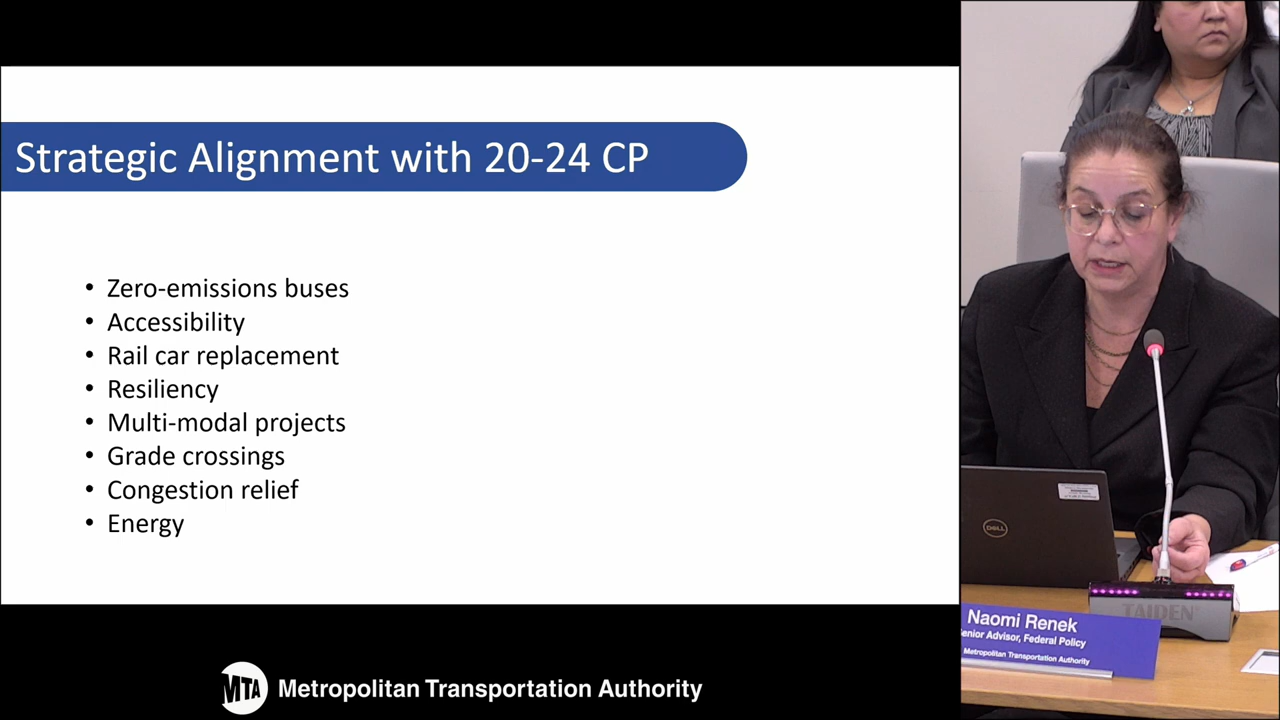 Strategic Alignment with 20-24 CP
• Zero-emissions buses
• Accessibility
• Rail car replacement
• Resiliency
• Multi-modal projects
• Grade crossings
• Congestion relief
• Energy
MTA Metropolitan Transportation Authority
DELL
TAIDEN
Naomi Renek
enior Advisor, Federal Policy
Metropolitan Transportation Authority